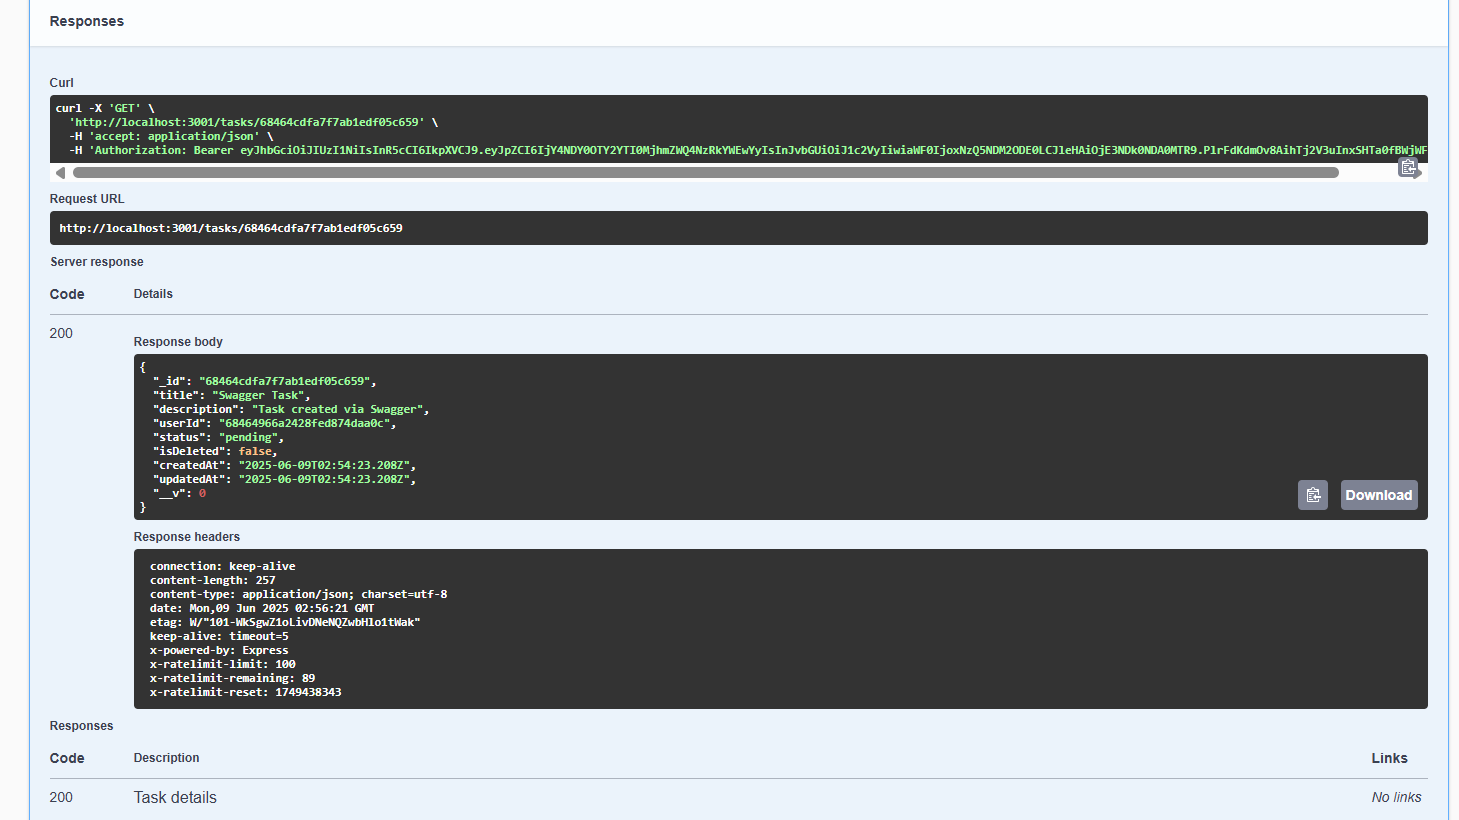 Responses
Curl
curl -X 'GET' \
'http://localhost:3001/tasks/68464cdfa7f7ab1edf05c659' \
-H 'accept: application/json' \
-H 'Authorization: Bearer eyJhbGciOiJIUzI1NiIsInR5cCI6IkpXVCJ9.eyJpZCI6IjY4NDY0OTY2YTI0MjhmZWQ4NzRkYWEwYyIsInJvbGUiOiJ1c2VyIiwiaWF0IjoxNzQ5NDM2ODE0LCJleHAiOjE3NDk0NDA0MTR9.PlrFdKdmOv8AihTj2V3uInxSHTa0fBWjWF
Request URL
http://localhost:3001/tasks/68464cdfa7f7ab1edf05c659
Server response
Code Details
200
Response body
{
"_id": "68464cdfa7f7ab1edf05c659",
"title": "Swagger Task",
"description": "Task created via Swagger",
"userId": "68464966a2428fed874daa0c",
"status": "pending",
"isDeleted": false,
"createdAt": "2025-06-09T02:54:23.208Z",
"updatedAt": "2025-06-09T02:54:23.208Z",
"__v": 0
}
Download
Response headers
connection: keep-alive
content-length: 257
content-type: application/json; charset=utf-8
date: Mon,09 Jun 2025 02:56:21 GMT
etag: W/"101-WkSgwZ1oLivDNeNQZwbHlo1tWak"
keep-alive: timeout=5
x-powered-by: Express
x-ratelimit-limit: 100
x-ratelimit-remaining: 89
x-ratelimit-reset: 1749438343
Responses
Code Description Links
200 Task details No links